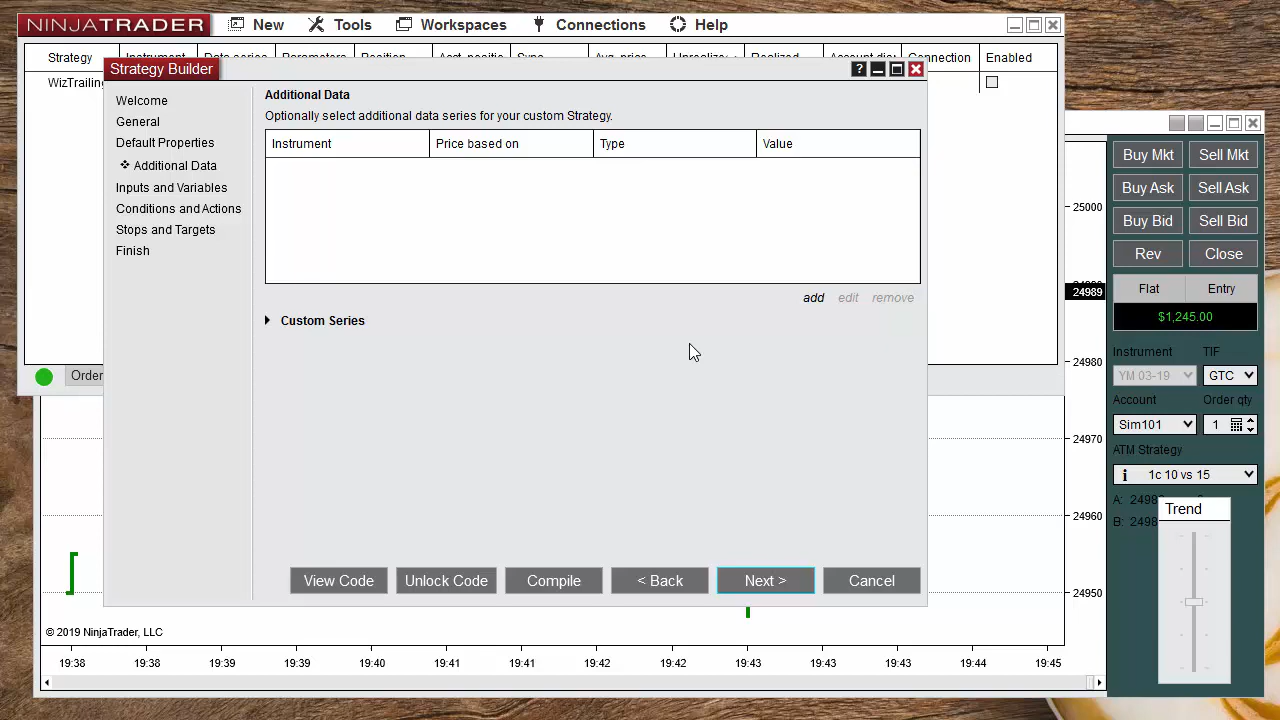 NINJATRADER
New
Tools
Workspaces
Connections
Help
Strategy
Connection
Enabled
WizTrailing
Strategy Builder
?
Welcome
General
Default Properties
Additional Data
Inputs and Variables
Conditions and Actions
Stops and Targets
Finish
Additional Data
Optionally select additional data series for your custom Strategy.
Instrument Price based on Type Value
add edit remove
Custom Series
View Code Unlock Code Compile < Back Next > Cancel
Order
25000
24989
24980
24970
24960
24950
© 2019 NinjaTrader, LLC
19:38 19:38 19:39 19:39 19:40 19:41 19:41 19:42 19:42 19:43 19:43 19:43 19:44 19:45
Buy Mkt Sell Mkt
Buy Ask Sell Ask
Buy Bid Sell Bid
Rev Close
Flat Entry
$1,245.00
Instrument TIF
YM 03-19 GTC
Account Order qty
Sim101 1
ATM Strategy
i 1c 10 vs 15
A:
B:
Trend